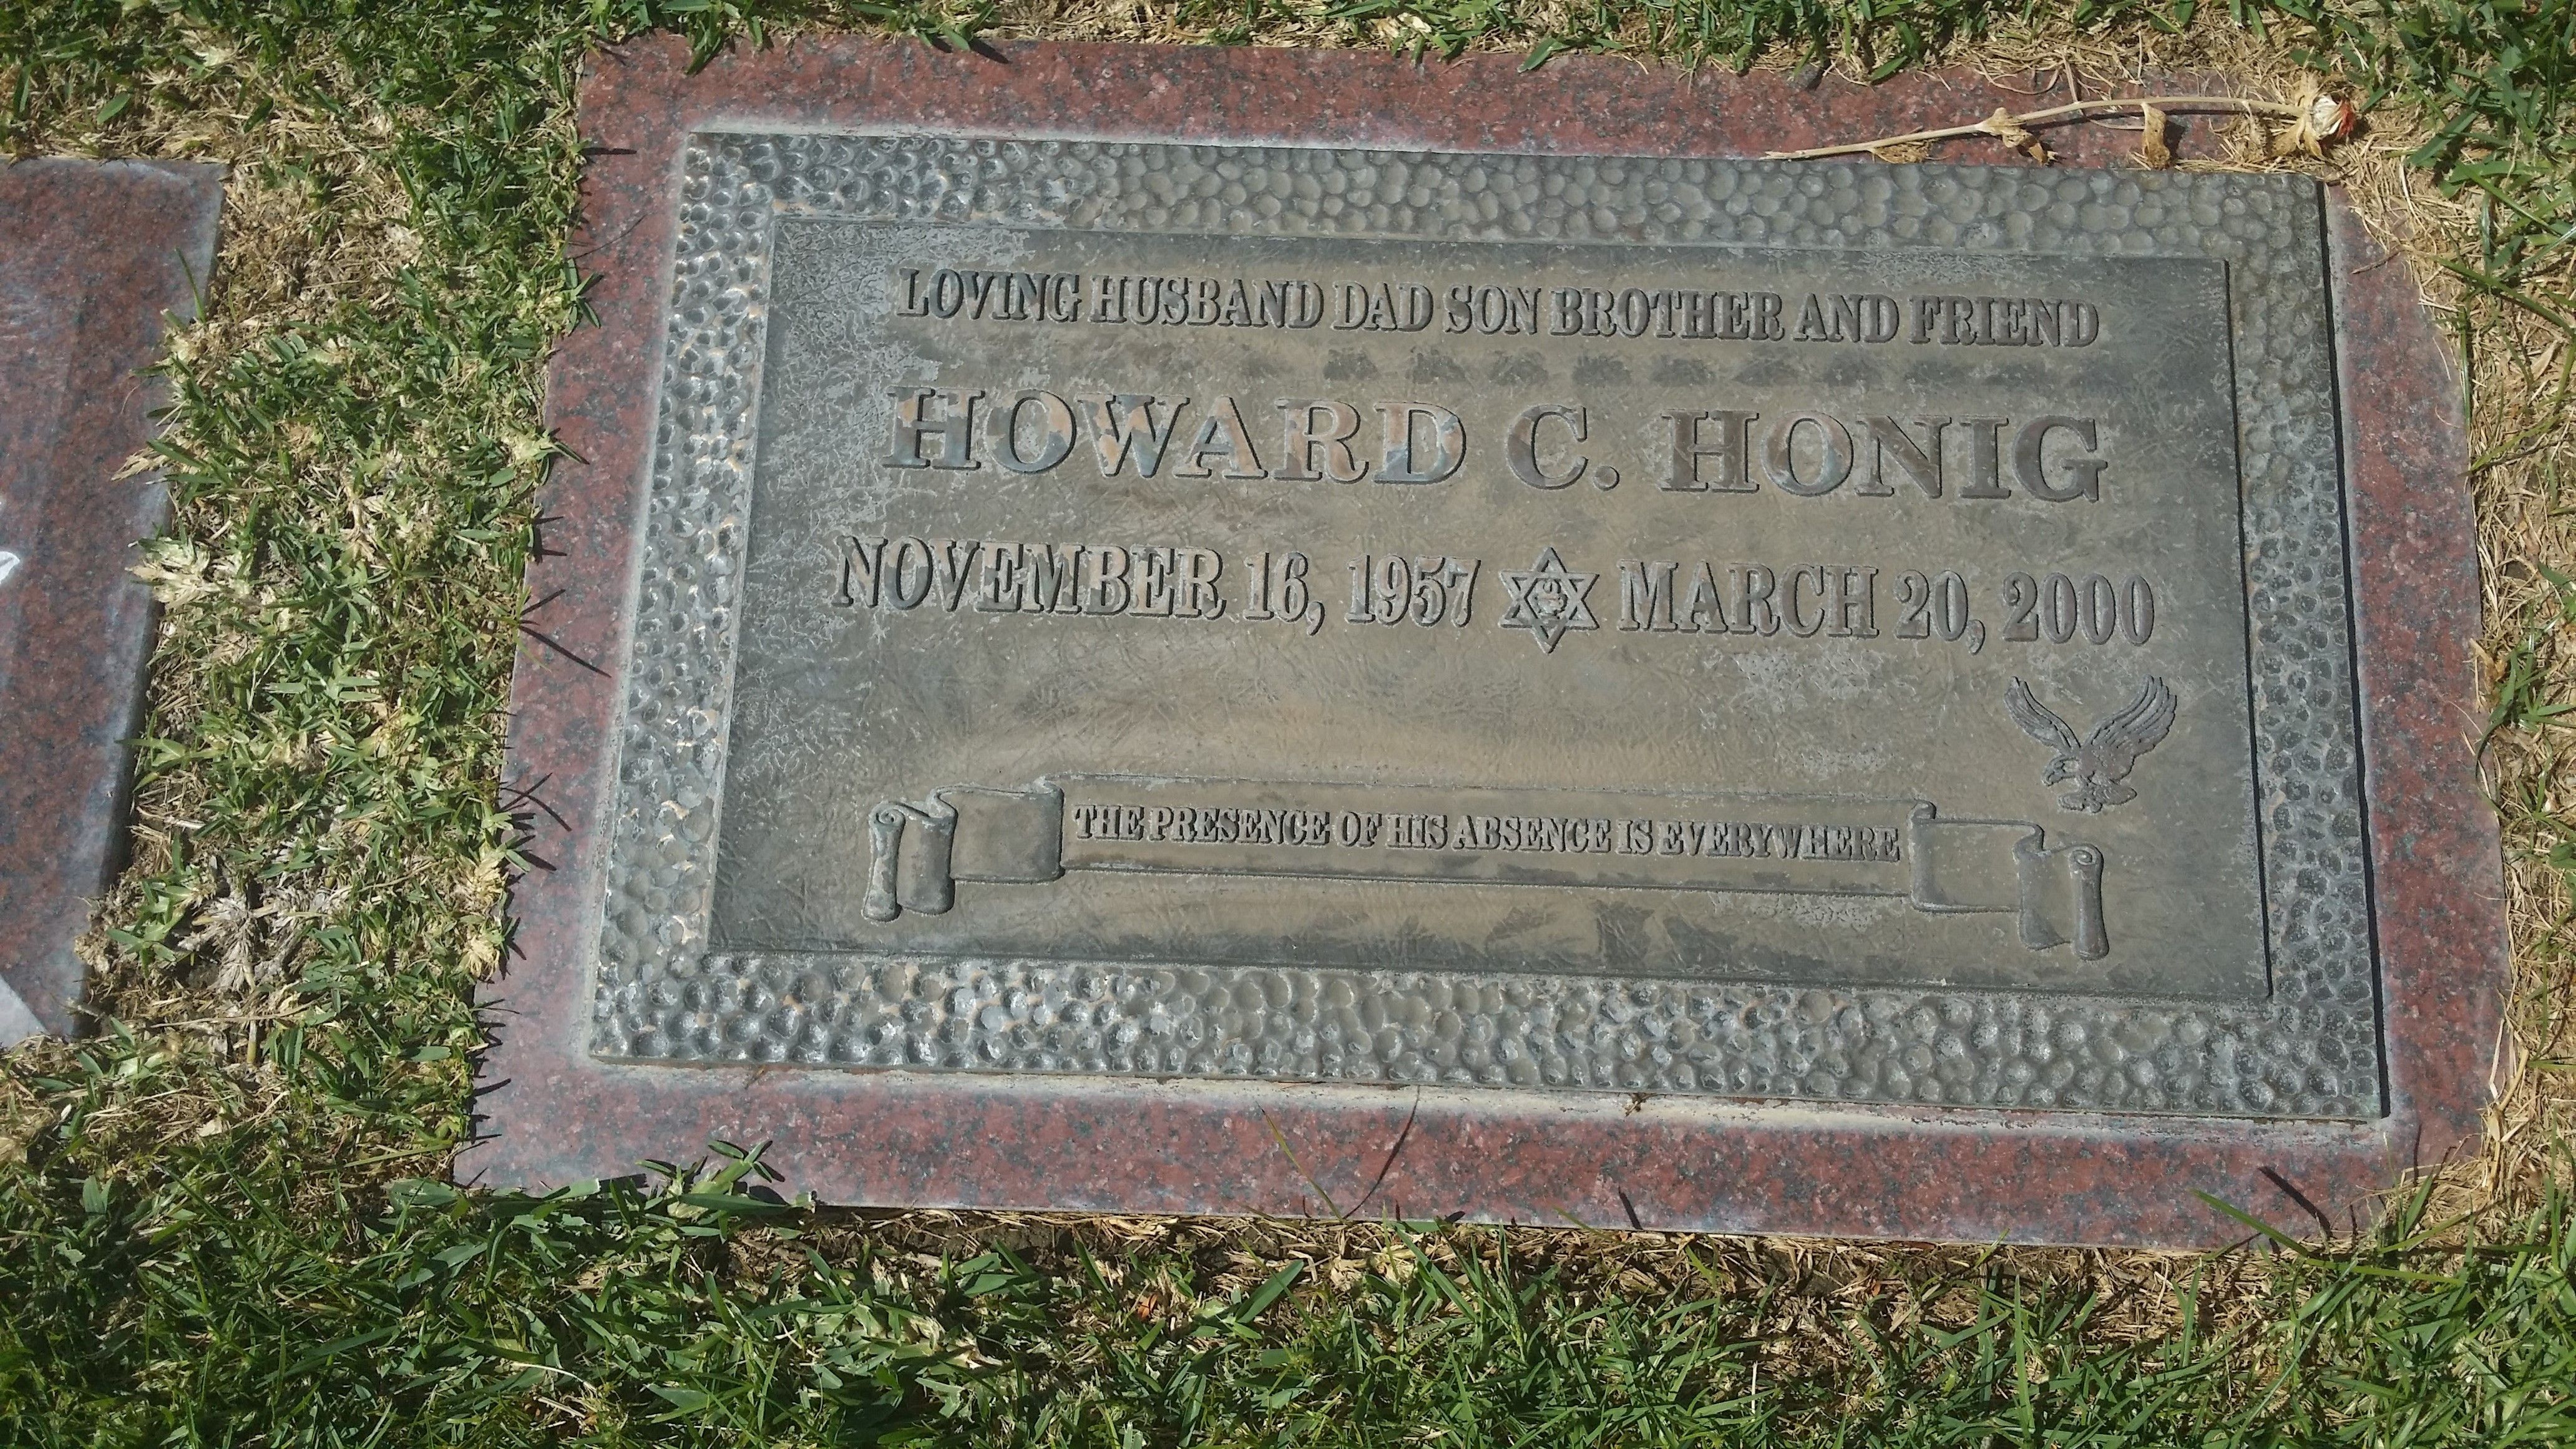 LOVING HUSBAND DAD SON BROTHER AND FRIEND
HOWARD C. HONIG
NOVEMBER 16, 1957 MARCH 20, 2000
THE PRESENCE OF HIS ABSENCE IS EVERYWHERE